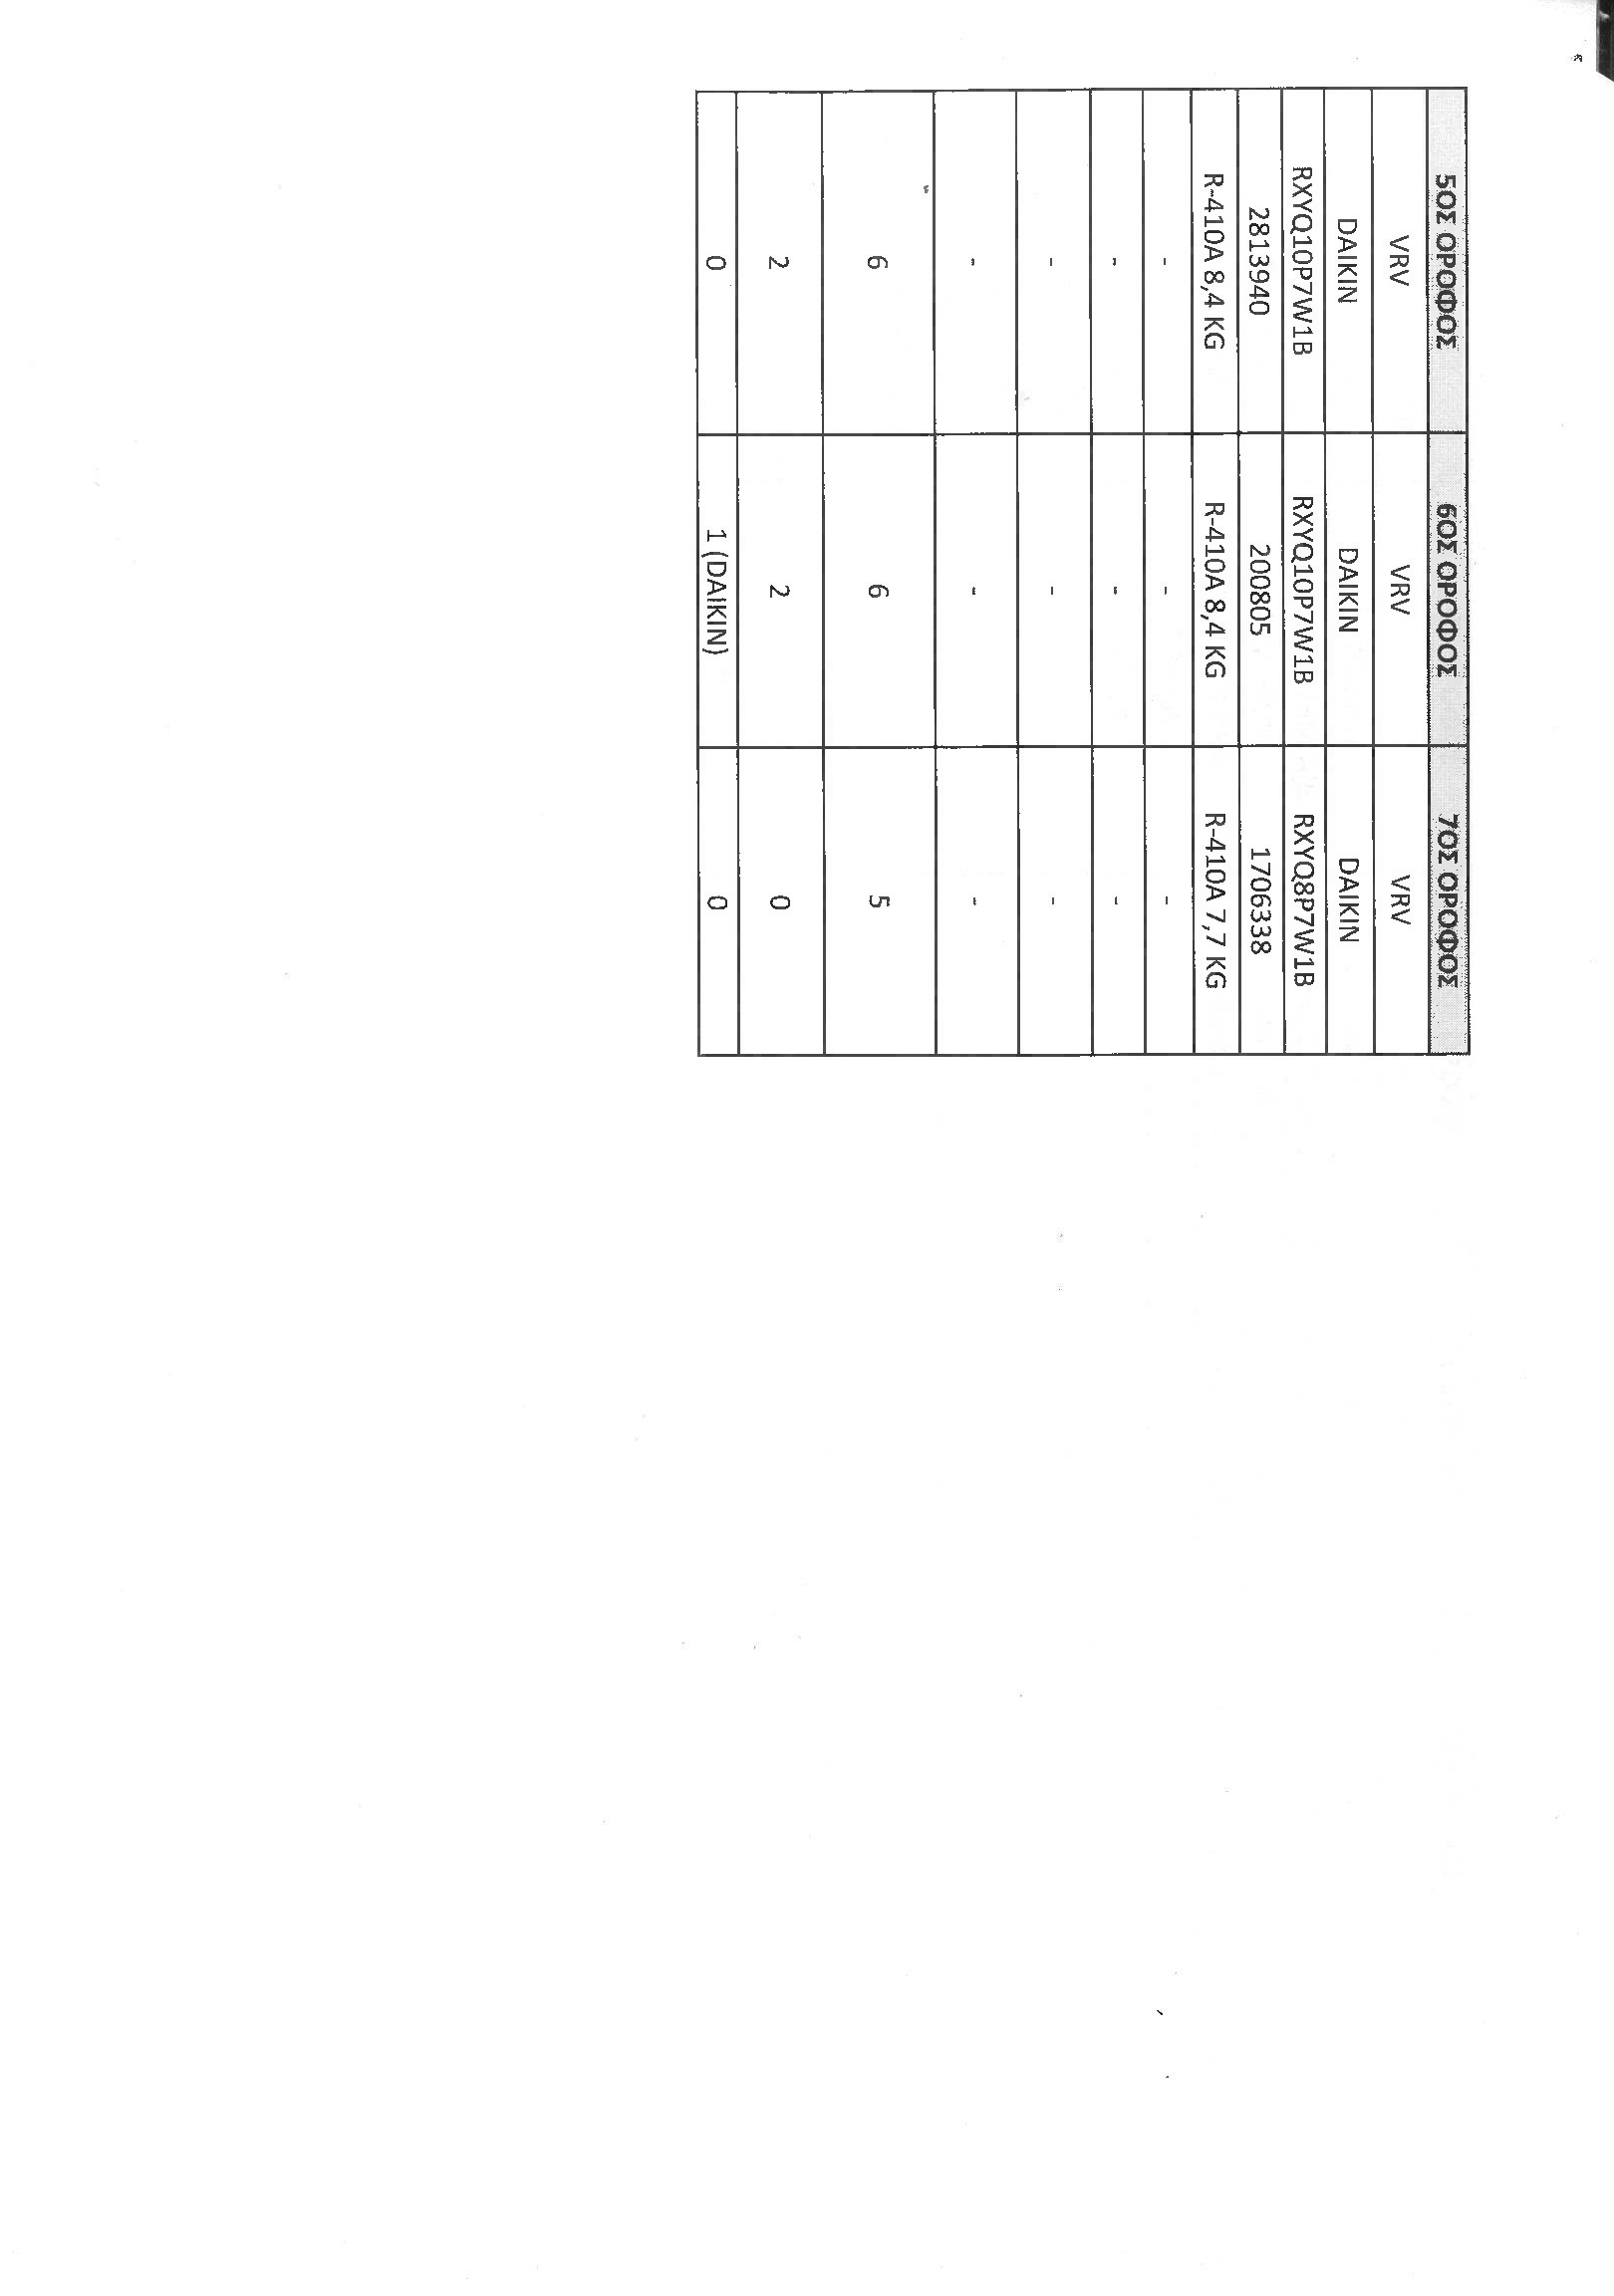 5ΟΣ ΟΡΟΦΟΣ 6ΟΣ ΟΡΟΦΟΣ 7ΟΣ ΟΡΟΦΟΣ
VRV VRV VRV
DAIKIN DAIKIN DAIKIN
RXYQ10P7W1B RXYQ10P7W1B RXYQ8P7W1B
2813940 200805 1706338
R-410A 8,4 KG R-410A 8,4 KG R-410A 7,7 KG
- - -
- - -
- - -
- - -
6 6 5
2 2 0
0 1 (DAIKIN) 0